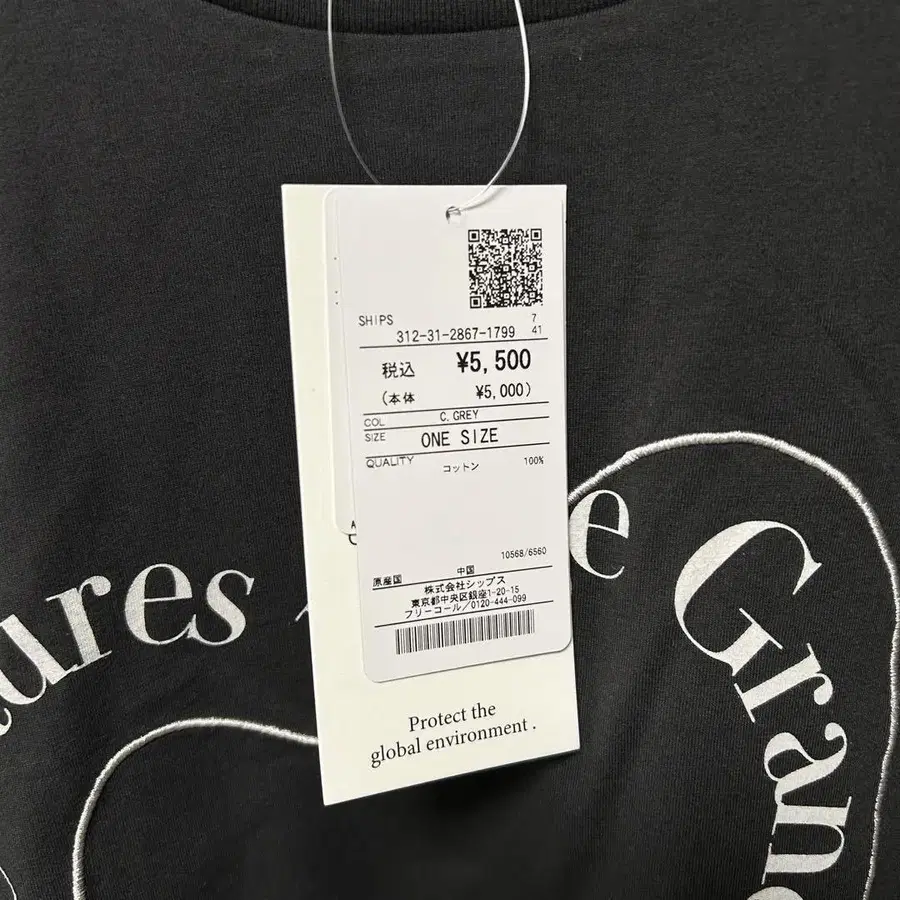 SHIPS
7
312-31-2867-1799 41
税込 ¥5,500
(本体 ¥5,000)
COL C.GREY
SIZE ONE SIZE
QUALITY コットン 100%
10568/6560
原産国 中国
株式会社シップス
東京都中央区銀座1-20-15
フリーコール/0120-444-099
Protect the
global environment.
ures
e Gran